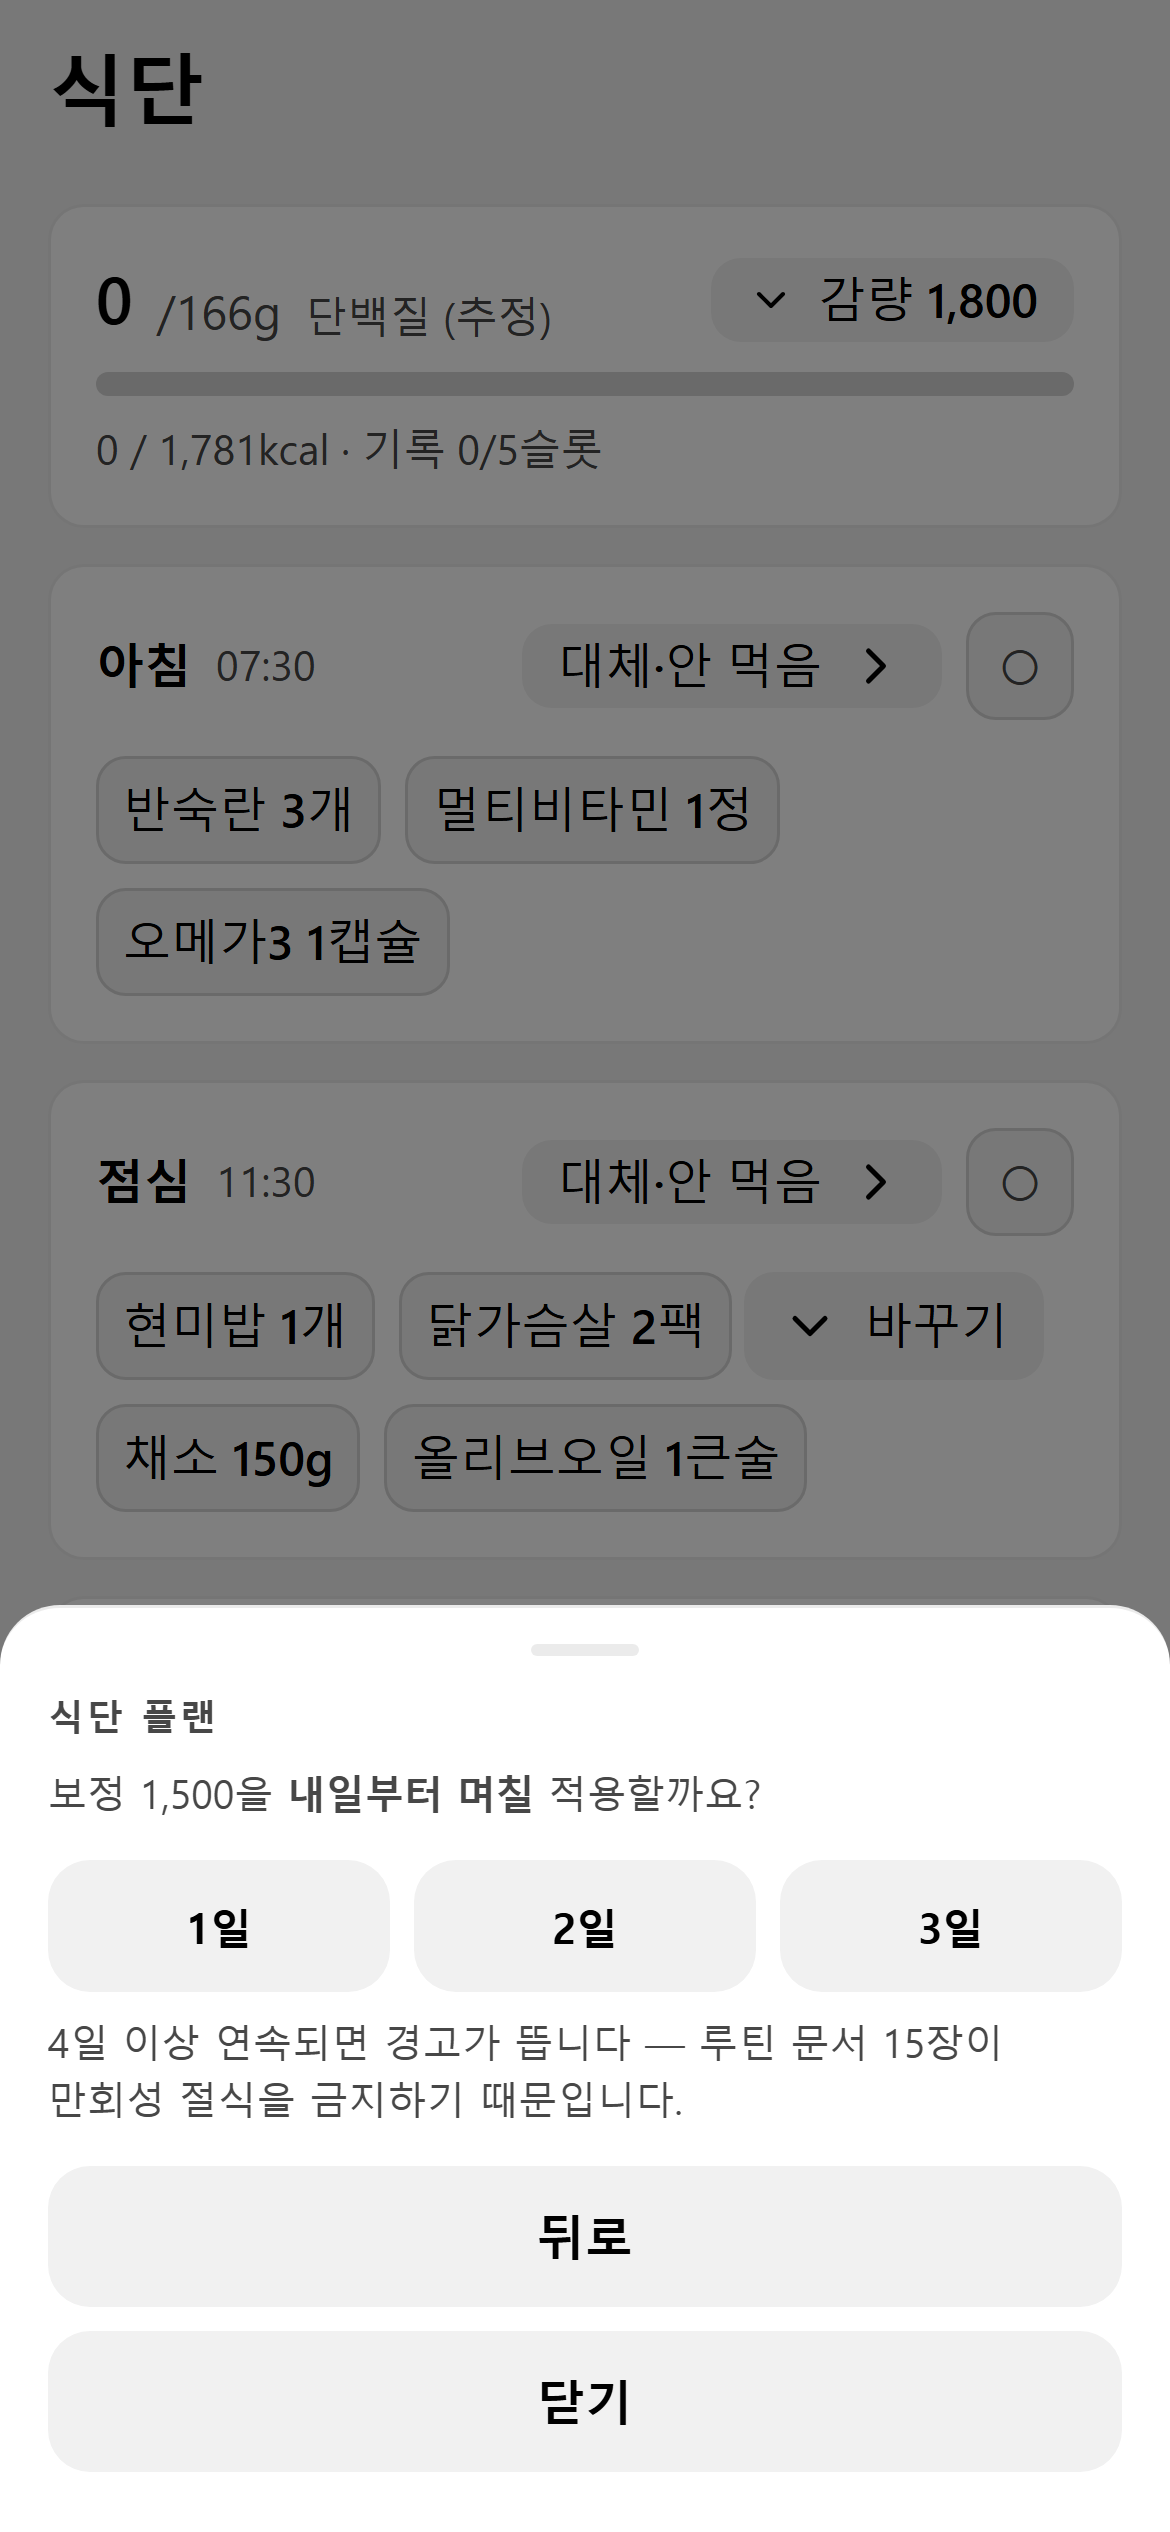 식단
0 /166g 단백질 (추정) 감량 1,800
0 / 1,781kcal · 기록 0/5슬롯
아침 07:30 대체·안 먹음
반숙란 3개 멀티비타민 1정
오메가3 1캡슐
점심 11:30 대체·안 먹음
현미밥 1개 닭가슴살 2팩 바꾸기
채소 150g 올리브오일 1큰술
식단 플랜
보정 1,500을 내일부터 며칠 적용할까요?
1일 2일 3일
4일 이상 연속되면 경고가 뜹니다 — 루틴 문서 15장이
만회성 절식을 금지하기 때문입니다.
뒤로
닫기